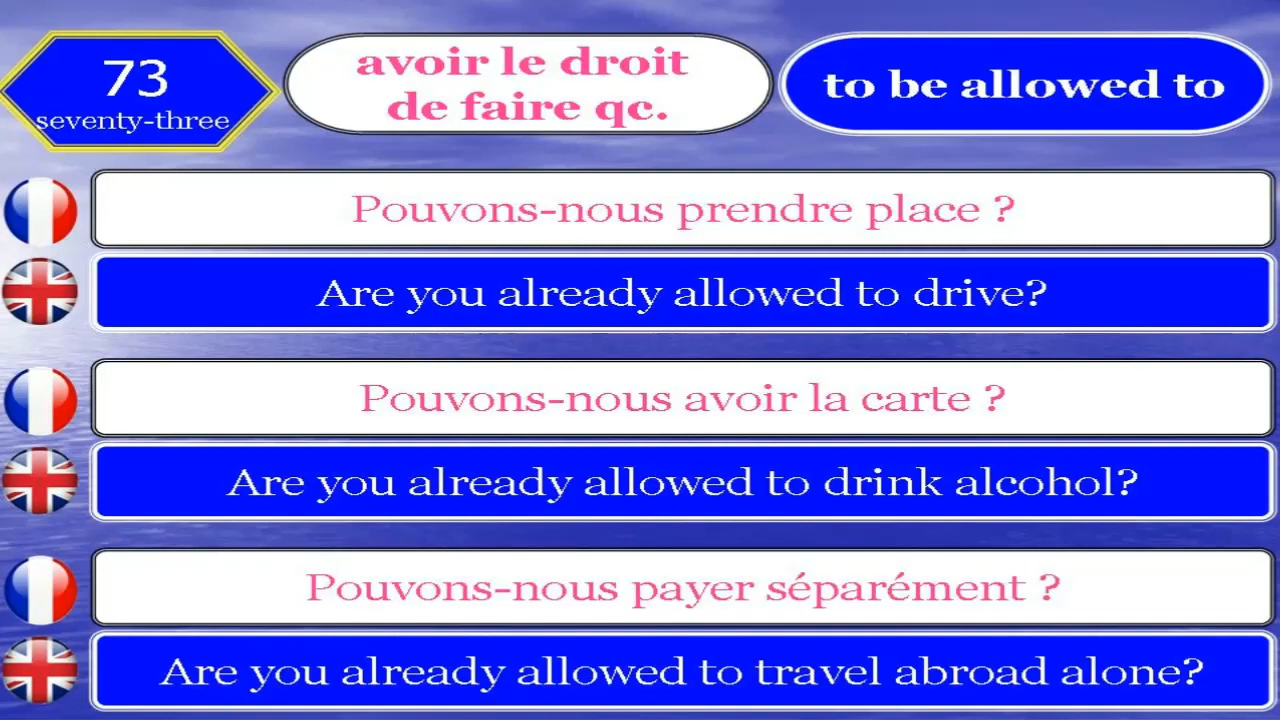 73
seventy-three
avoir le droit
de faire qc.
to be allowed to
Pouvons-nous prendre place ?
Are you already allowed to drive?
Pouvons-nous avoir la carte ?
Are you already allowed to drink alcohol?
Pouvons-nous payer séparément ?
Are you already allowed to travel abroad alone?